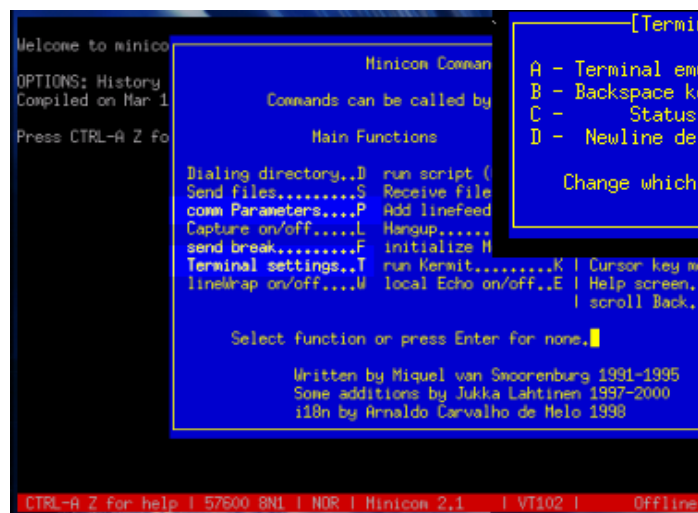 Welcome to minico
OPTIONS: History
Compiled on Mar 1
Press CTRL-A Z fo
Minicom Comman
Commands can be called by
Main Functions
Dialing directory..D run script (
Send files.........S Receive file
comm Parameters....P Add linefeed
Capture on/off.....L Hangup......
send break.........F initialize M
Terminal settings..T run Kermit.........K | Cursor key m
lineWrap on/off....W local Echo on/off..E | Help screen.
| scroll Back.
Select function or press Enter for none.
Written by Miquel van Smoorenburg 1991-1995
Some additions by Jukka Lahtinen 1997-2000
i18n by Arnaldo Carvalho de Melo 1998
[Termin
A - Terminal emu
B - Backspace ke
C - Status
D - Newline de
Change which
CTRL-A Z for help | 57600 8N1 | NOR | Minicom 2.1 | VT102 | Offline